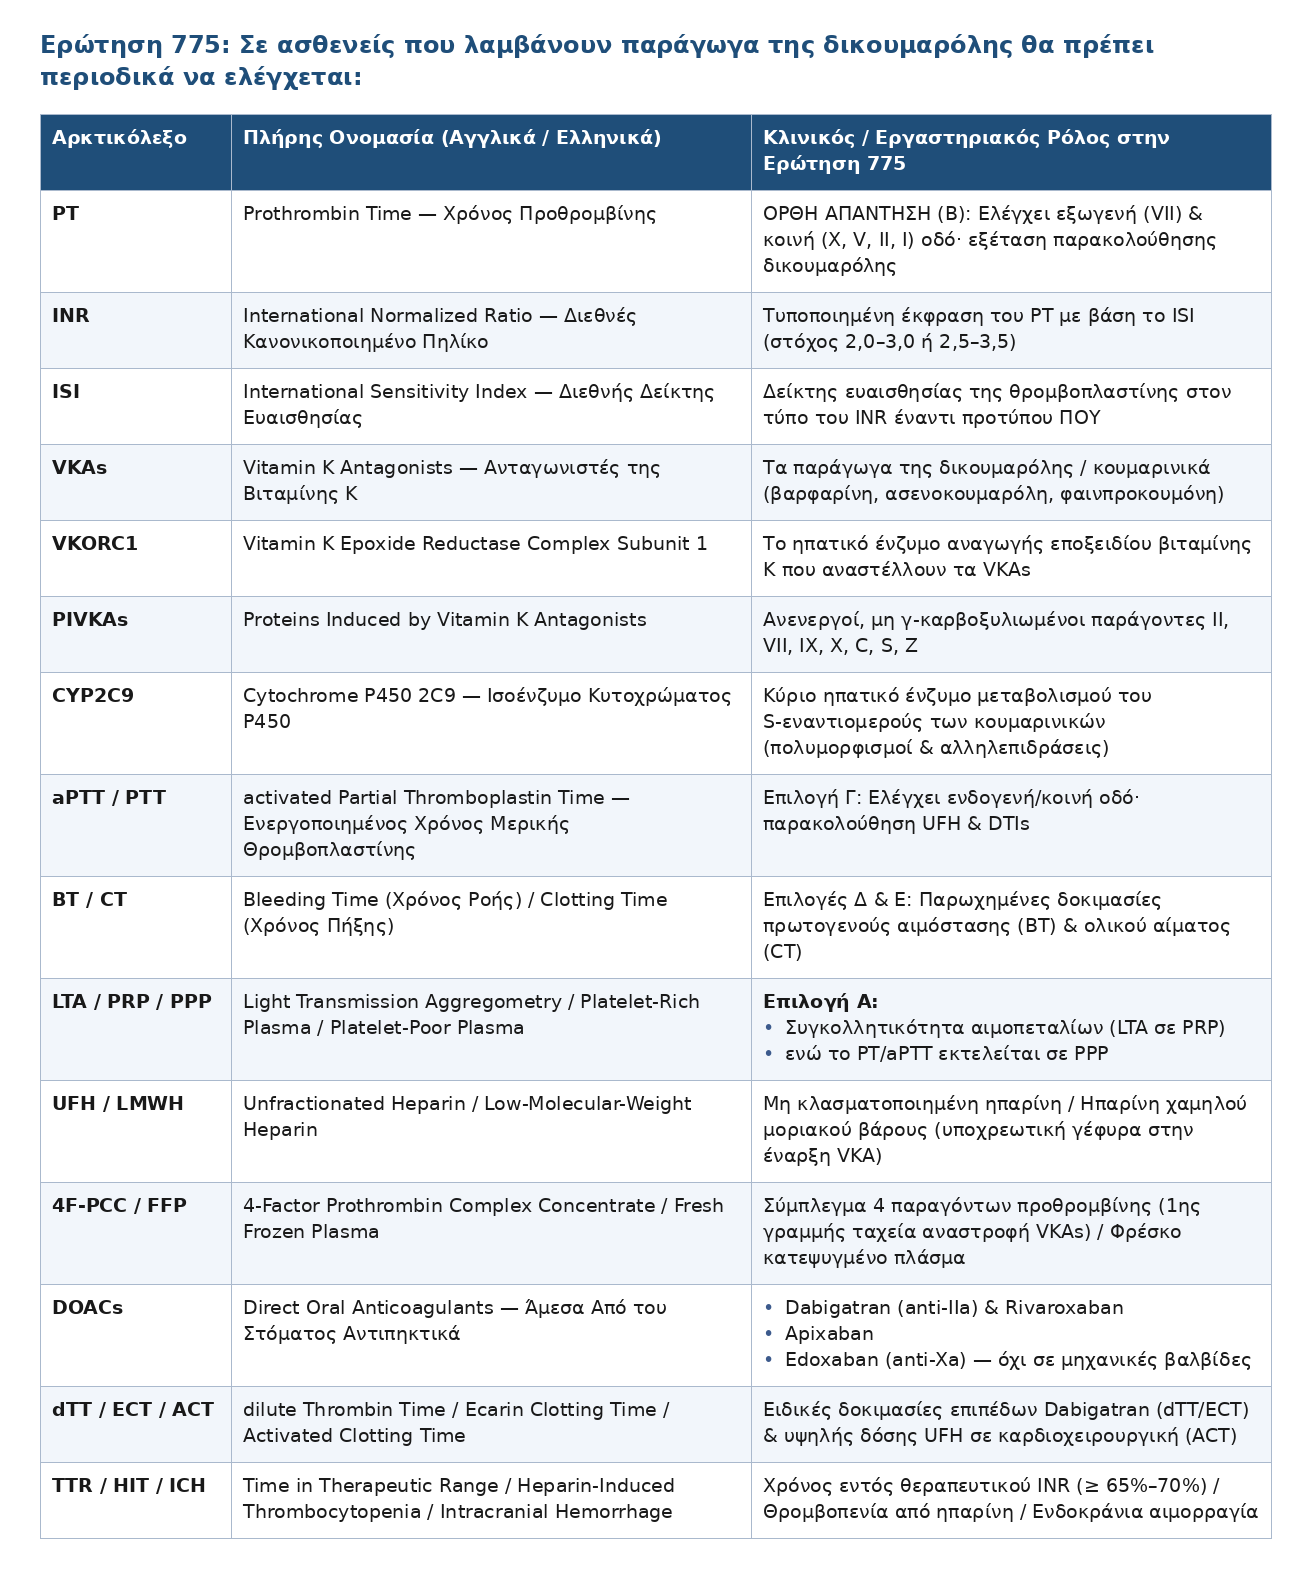 Ερώτηση 775: Σε ασθενείς που λαμβάνουν παράγωγα της δικουμαρόλης θα πρέπει
περιοδικά να ελέγχεται:
Αρκτικόλεξο
Πλήρης Ονομασία (Αγγλικά / Ελληνικά)
Κλινικός / Εργαστηριακός Ρόλος στην
Ερώτηση 775
PT
Prothrombin Time — Χρόνος Προθρομβίνης
ΟΡΘΗ ΑΠΑΝΤΗΣΗ (Β): Ελέγχει εξωγενή (VII) &
κοινή (X, V, II, I) οδό· εξέταση παρακολούθησης
δικουμαρόλης
INR
International Normalized Ratio — Διεθνές
Κανονικοποιημένο Πηλίκο
Τυποποιημένη έκφραση του PT με βάση το ISI
(στόχος 2,0–3,0 ή 2,5–3,5)
ISI
International Sensitivity Index — Διεθνής Δείκτης
Ευαισθησίας
Δείκτης ευαισθησίας της θρομβοπλαστίνης στον
τύπο του INR έναντι προτύπου ΠΟΥ
VKAs
Vitamin K Antagonists — Ανταγωνιστές της
Βιταμίνης Κ
Τα παράγωγα της δικουμαρόλης / κουμαρινικά
(βαρφαρίνη, ασενοκουμαρόλη, φαινπροκουμόνη)
VKORC1
Vitamin K Epoxide Reductase Complex Subunit 1
Το ηπατικό ένζυμο αναγωγής εποξειδίου βιταμίνης
Κ που αναστέλλουν τα VKAs
PIVKAs
Proteins Induced by Vitamin K Antagonists
Ανενεργοί, μη γ-καρβοξυλιωμένοι παράγοντες II,
VII, IX, X, C, S, Z
CYP2C9
Cytochrome P450 2C9 — Ισοένζυμο Κυτοχρώματος
P450
Κύριο ηπατικό ένζυμο μεταβολισμού του
S-εναντιομερούς των κουμαρινικών
(πολυμορφισμοί & αλληλεπιδράσεις)
aPTT / PTT
activated Partial Thromboplastin Time —
Ενεργοποιημένος Χρόνος Μερικής
Θρομβοπλαστίνης
Επιλογή Γ: Ελέγχει ενδογενή/κοινή οδό·
παρακολούθηση UFH & DTIs
BT / CT
Bleeding Time (Χρόνος Ροής) / Clotting Time
(Χρόνος Πήξης)
Επιλογές Δ & Ε: Παρωχημένες δοκιμασίες
πρωτογενούς αιμόστασης (BT) & ολικού αίματος
(CT)
LTA / PRP / PPP
Light Transmission Aggregometry / Platelet-Rich
Plasma / Platelet-Poor Plasma
Επιλογή Α:
• Συγκολλητικότητα αιμοπεταλίων (LTA σε PRP)
• ενώ το PT/aPTT εκτελείται σε PPP
UFH / LMWH
Unfractionated Heparin / Low-Molecular-Weight
Heparin
Μη κλασματοποιημένη ηπαρίνη / Ηπαρίνη χαμηλού
μοριακού βάρους (υποχρεωτική γέφυρα στην
έναρξη VKA)
4F-PCC / FFP
4-Factor Prothrombin Complex Concentrate / Fresh
Frozen Plasma
Σύμπλεγμα 4 παραγόντων προθρομβίνης (1ης
γραμμής ταχεία αναστροφή VKAs) / Φρέσκο
κατεψυγμένο πλάσμα
DOACs
Direct Oral Anticoagulants — Άμεσα Από του
Στόματος Αντιπηκτικά
• Dabigatran (anti-IIa) & Rivaroxaban
• Apixaban
• Edoxaban (anti-Xa) — όχι σε μηχανικές βαλβίδες
dTT / ECT / ACT
dilute Thrombin Time / Ecarin Clotting Time /
Activated Clotting Time
Ειδικές δοκιμασίες επιπέδων Dabigatran (dTT/ECT)
& υψηλής δόσης UFH σε καρδιοχειρουργική (ACT)
TTR / HIT / ICH
Time in Therapeutic Range / Heparin-Induced
Thrombocytopenia / Intracranial Hemorrhage
Χρόνος εντός θεραπευτικού INR (≥ 65%–70%) /
Θρομβοπενία από ηπαρίνη / Ενδοκράνια αιμορραγία